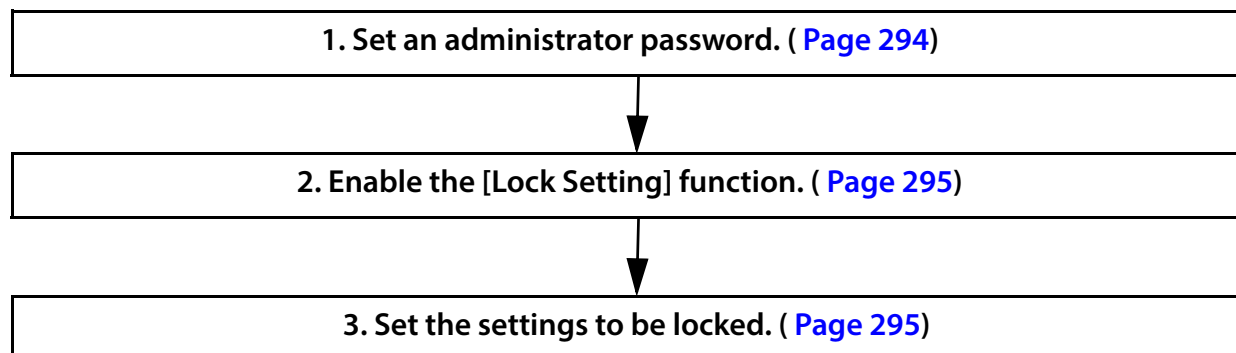 1. Set an administrator password. ( Page 294)
2. Enable the [Lock Setting] function. ( Page 295)
3. Set the settings to be locked. ( Page 295)